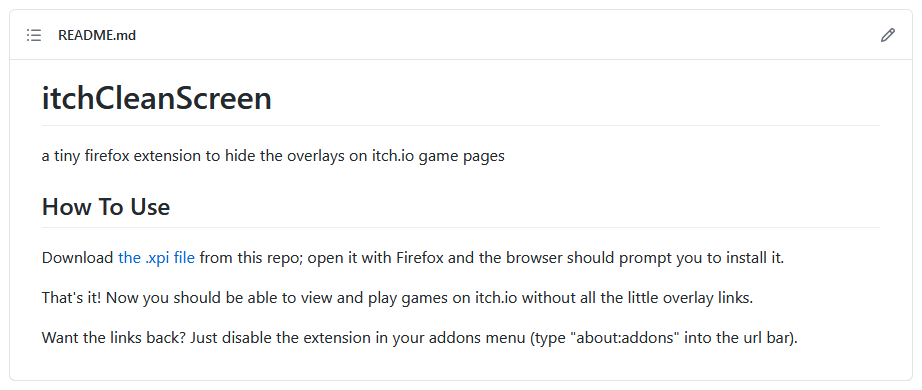 README.md
itchCleanScreen
a tiny firefox extension to hide the overlays on itch.io game pages
How To Use
Download the .xpi file from this repo; open it with Firefox and the browser should prompt you to install it.
That's it! Now you should be able to view and play games on itch.io without all the little overlay links.
Want the links back? Just disable the extension in your addons menu (type "about:addons" into the url bar).